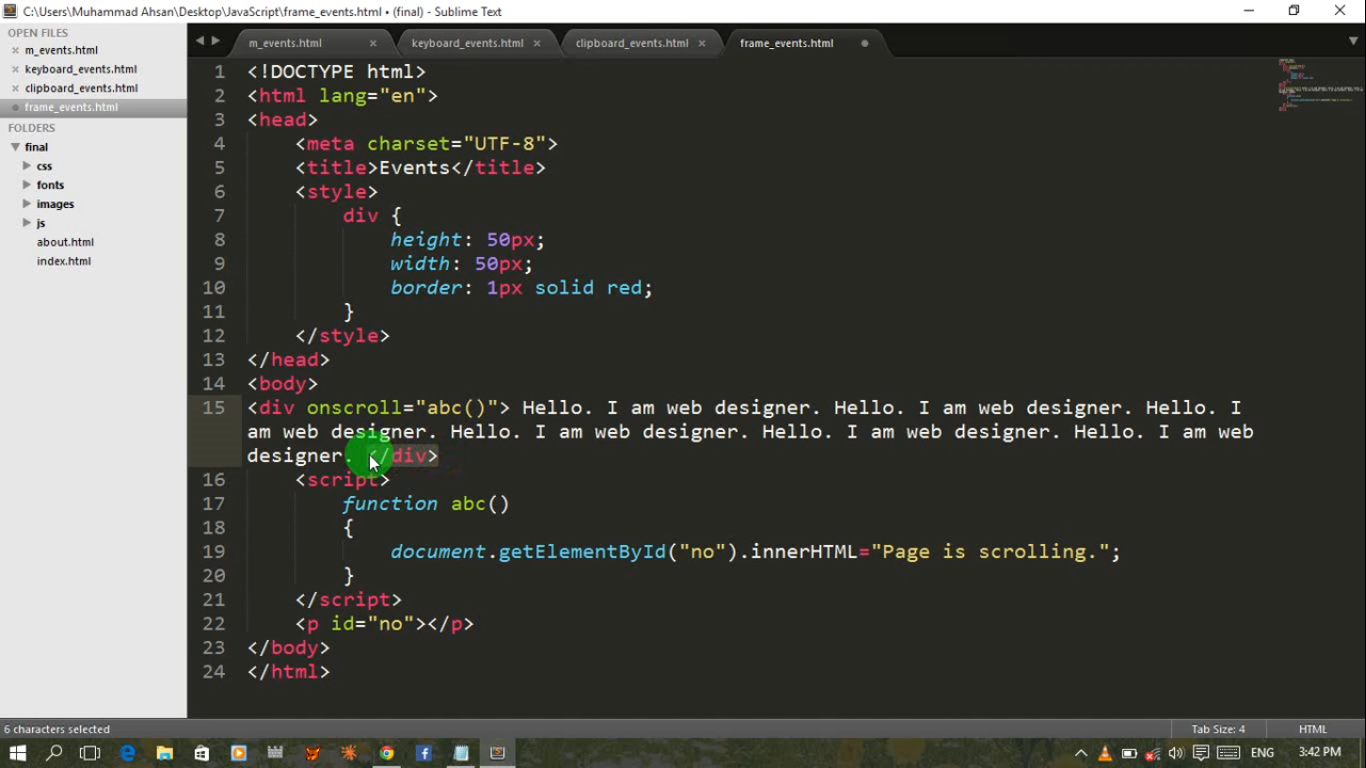 C:\Users\Muhammad Ahsan\Desktop\JavaScript\frame_events.html • (final) - Sublime Text
OPEN FILES
m_events.html
keyboard_events.html
clipboard_events.html
frame_events.html
FOLDERS
final
css
fonts
images
js
about.html
index.html
m_events.html × keyboard_events.html × clipboard_events.html × frame_events.html
1 <!DOCTYPE html>
2 <html lang="en">
3 <head>
4 <meta charset="UTF-8">
5 <title>Events</title>
6 <style>
7 div {
8 height: 50px;
9 width: 50px;
10 border: 1px solid red;
11 }
12 </style>
13 </head>
14 <body>
15 <div onscroll="abc()"> Hello. I am web designer. Hello. I am web designer. Hello. I
am web designer. Hello. I am web designer. Hello. I am web designer. Hello. I am web
designer. </div>
16 <script>
17 function abc()
18 {
19 document.getElementById("no").innerHTML="Page is scrolling.";
20 }
21 </script>
22 <p id="no"></p>
23 </body>
24 </html>
6 characters selected
Tab Size: 4 HTML
ENG 3:42 PM